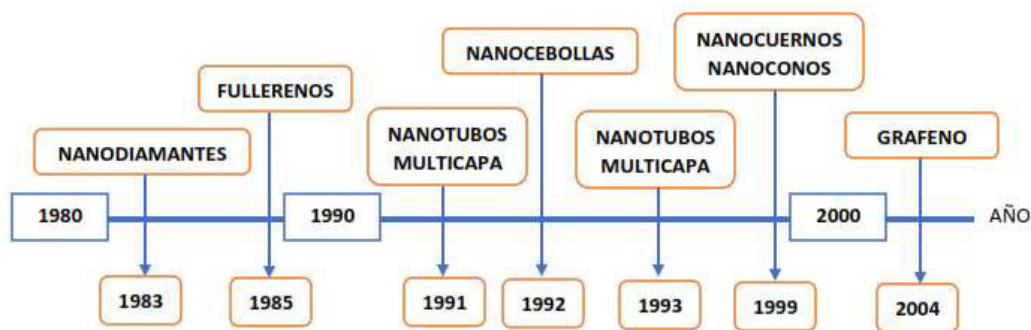 NANOCEBOLLAS
NANOCUERNOS
NANOCONOS
FULLERENOS
NANODIAMANTES
NANOTUBOS
MULTICAPA
NANOTUBOS
MULTICAPA
GRAFENO
1980
1990
2000
AÑO
1983
1985
1991
1992
1993
1999
2004